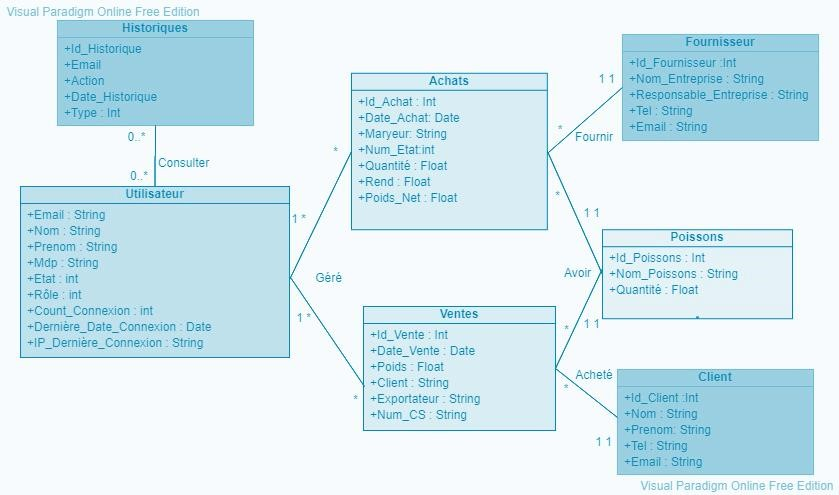 Visual Paradigm Online Free Edition
Historiques
+Id_Historique
+Email
+Action
+Date_Historique
+Type : Int
0..*
Consulter
0..*
Utilisateur
+Email : String
+Nom : String
+Prenom : String
+Mdp : String
+Etat : int
+Rôle : int
+Count_Connexion : int
+Dernière_Date_Connexion : Date
+IP_Dernière_Connexion : String
1 *
*
Géré
1 *
*
Achats
+Id_Achat : Int
+Date_Achat: Date
+Maryeur: String
+Num_Etat:int
+Quantité : Float
+Rend : Float
+Poids_Net : Float
Ventes
+Id_Vente : Int
+Date_Vente : Date
+Poids : Float
+Client : String
+Exportateur : String
+Num_CS : String
Fournisseur
+Id_Fournisseur :Int
+Nom_Entreprise : String
+Responsable_Entreprise : String
+Tel : String
+Email : String
1 1
*
Fournir
*
1 1
Poissons
+Id_Poissons : Int
+Nom_Poissons : String
+Quantité : Float
Avoir
1 1
*
Acheté
*
1 1
Client
+Id_Client :Int
+Nom : String
+Prenom: String
+Tel : String
+Email : String
Visual Paradigm Online Free Edition